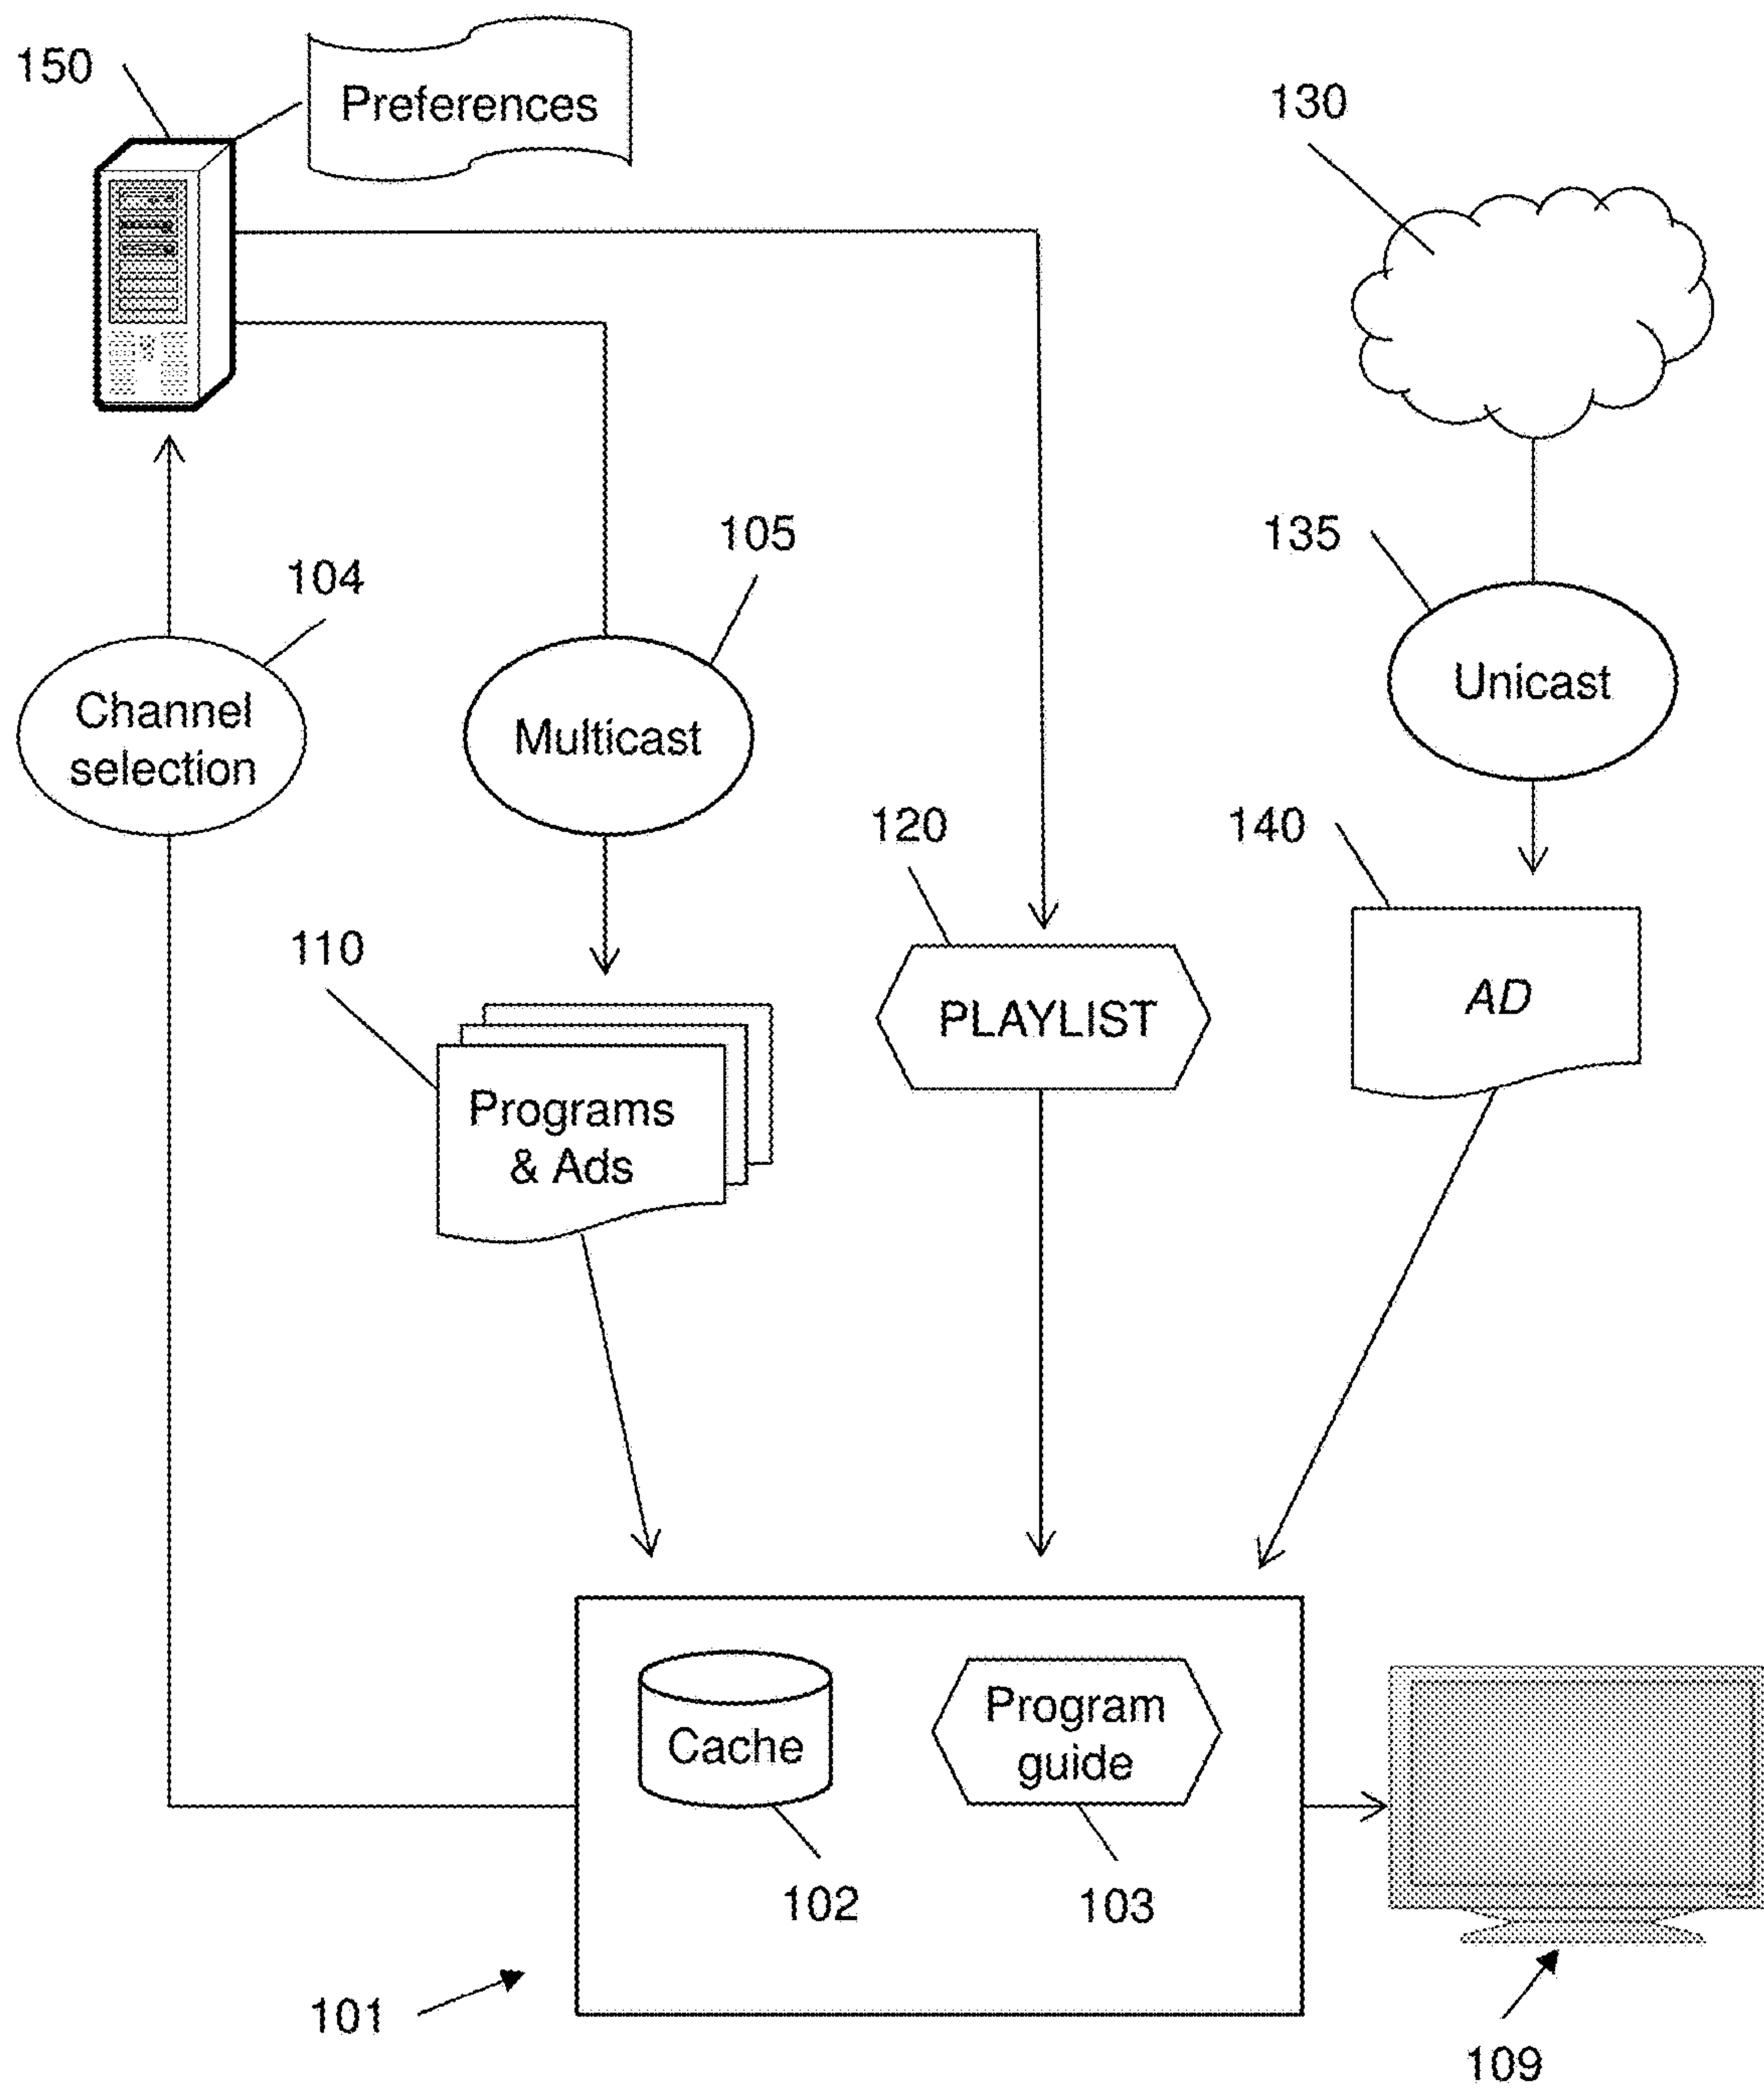 150
Preferences
130
105
135
104
Unicast
Channel
selection
Multicast
120
140
110
AD
PLAYLIST
Programs
& Ads
Program
guide
Cache
102
103
101
109